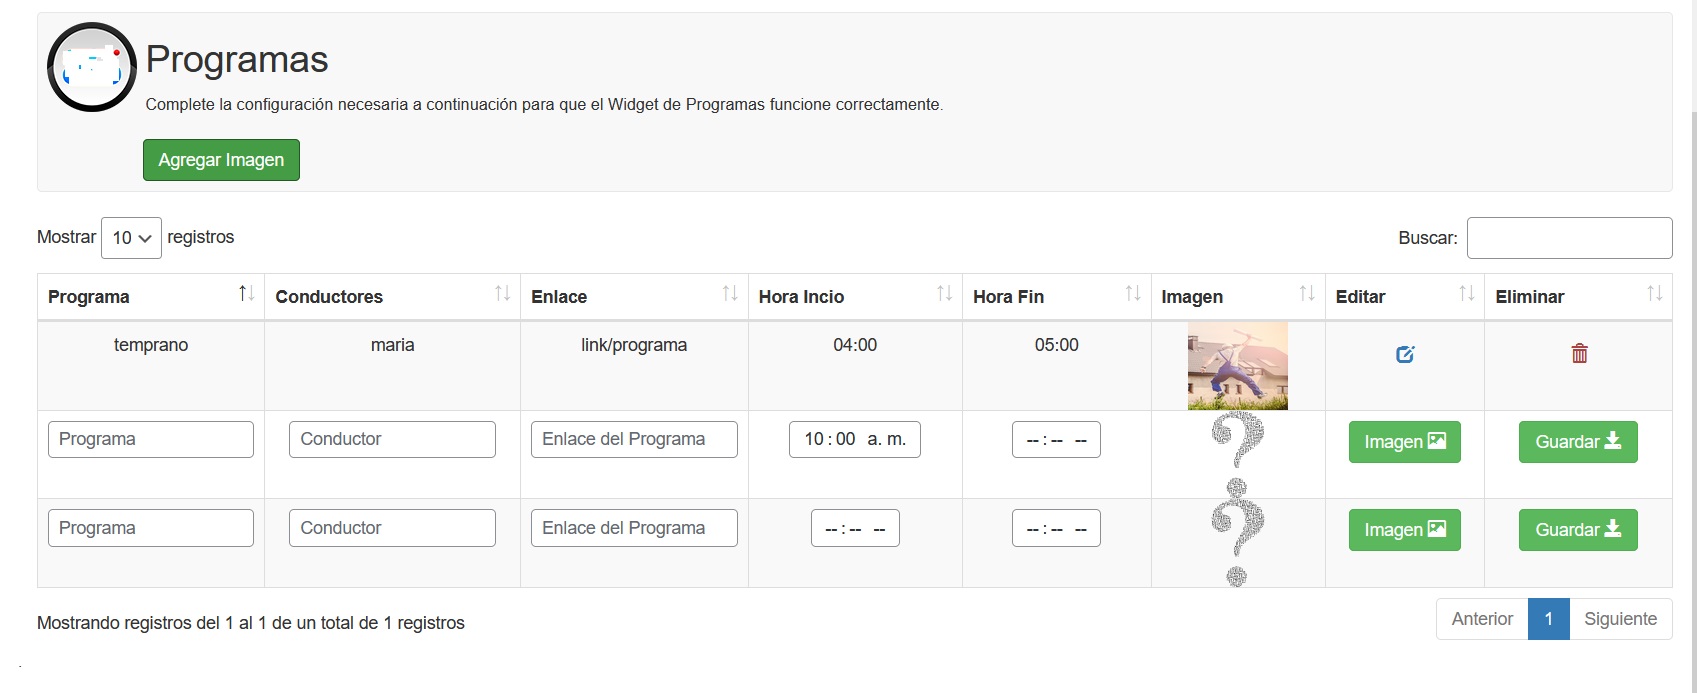 Programas
Complete la configuración necesaria a continuación para que el Widget de Programas funcione correctamente.
Agregar Imagen
Mostrar 10 registros
Buscar:
Programa Conductores Enlace Hora Incio Hora Fin Imagen Editar Eliminar
temprano maria link/programa 04:00 05:00
Programa Conductor Enlace del Programa 10:00 a. m. --:-- -- Imagen Guardar
Programa Conductor Enlace del Programa --:-- -- --:-- -- Imagen Guardar
Mostrando registros del 1 al 1 de un total de 1 registros
Anterior 1 Siguiente